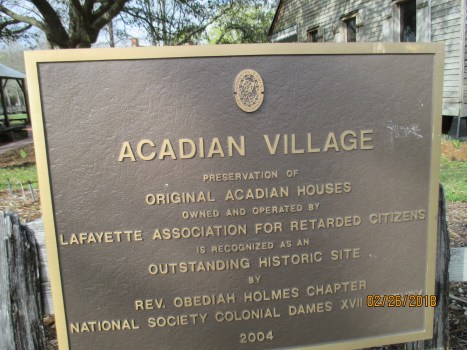 ACADIAN VILLAGE
PRESERVATION OF
ORIGINAL ACADIAN HOUSES
OWNED AND OPERATED BY
LAFAYETTE ASSOCIATION FOR RETARDED CITIZENS
IS RECOGNIZED AS AN
OUTSTANDING HISTORIC SITE
BY
REV. OBEDIAH HOLMES CHAPTER
NATIONAL SOCIETY COLONIAL DAMES XVII
2004
02/26/2018